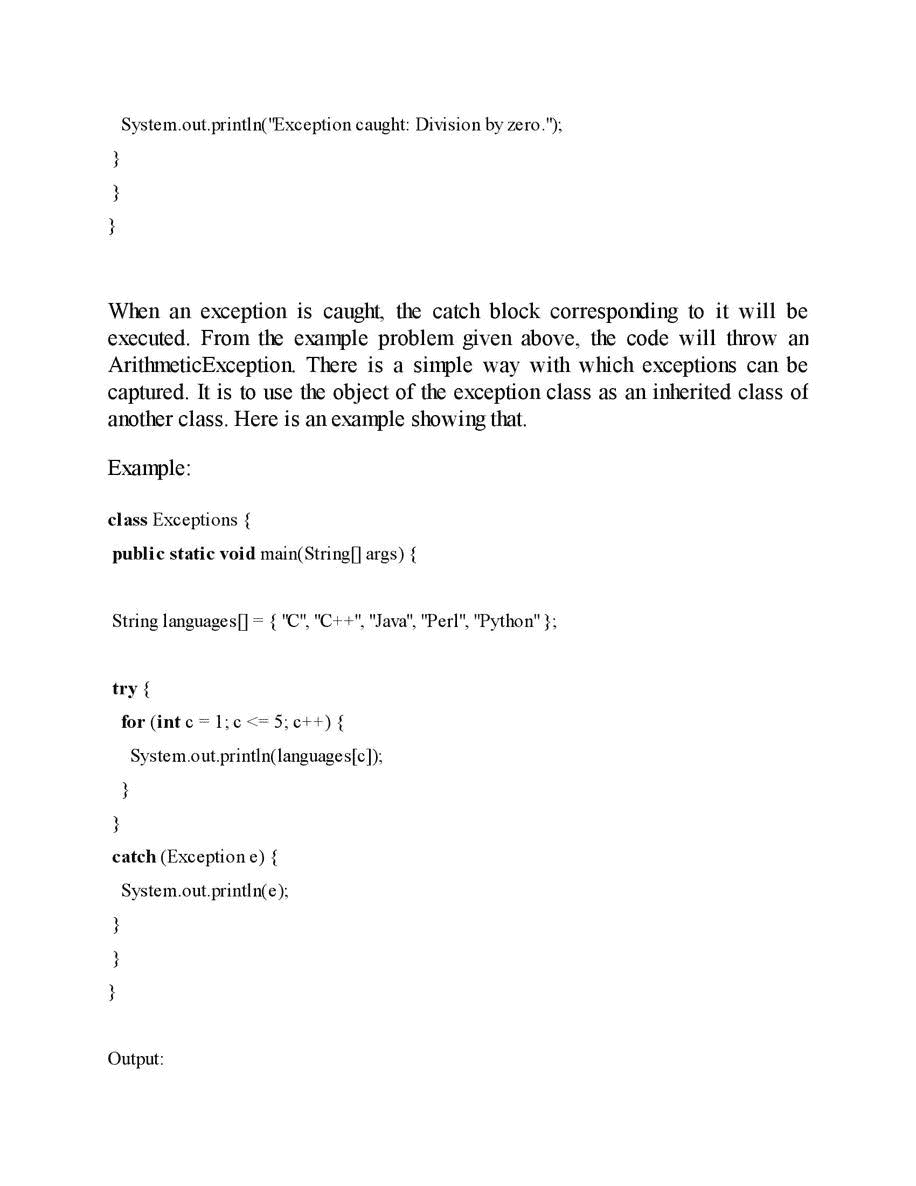 System.out.println("Exception caught: Division by zero.");
}
}
}
When an exception is caught, the catch block corresponding to it will be
executed. From the example problem given above, the code will throw an
ArithmeticException. There is a simple way with which exceptions can be
captured. It is to use the object of the exception class as an inherited class of
another class. Here is an example showing that.
Example:
class Exceptions {
public static void main(String[] args) {
String languages[] = { "C", "C++", "Java", "Perl", "Python" };
try {
for (int c = 1; c <= 5; c++) {
System.out.println(languages[c]);
}
}
catch (Exception e) {
System.out.println(e);
}
}
}
Output: